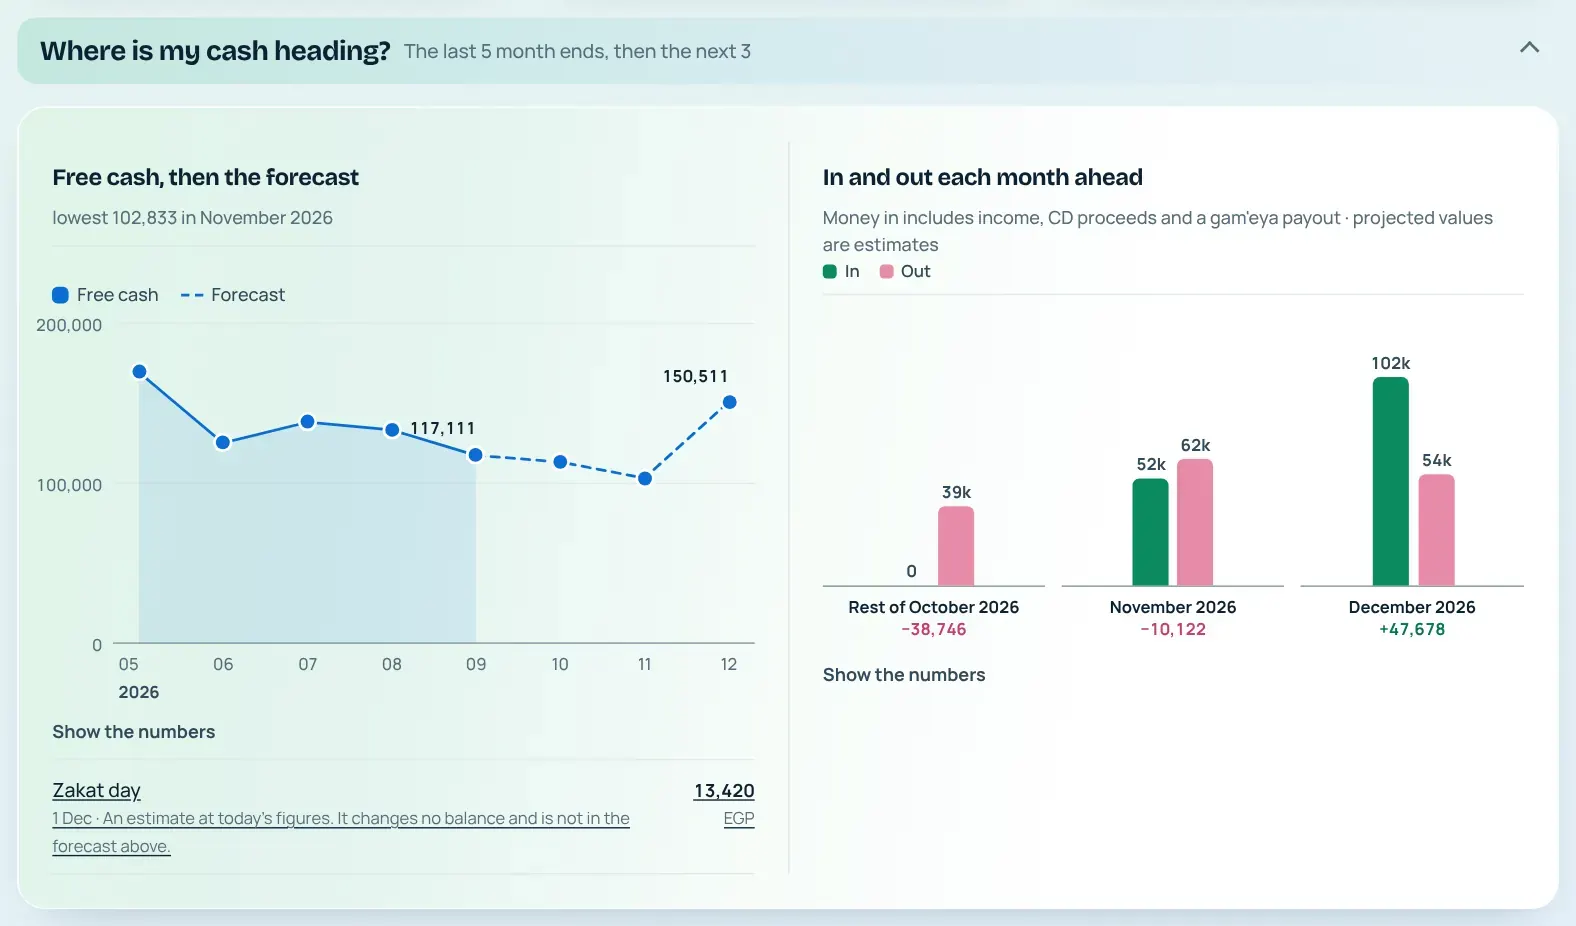 Where is my cash heading? The last 5 month ends, then the next 3
Free cash, then the forecast
lowest 102,833 in November 2026
Free cash Forecast
200,000
150,511
117,111
100,000
0
05 06 07 08 09 10 11 12
2026
Show the numbers
Zakat day 13,420
1 Dec · An estimate at today's figures. It changes no balance and is not in the EGP
forecast above.
In and out each month ahead
Money in includes income, CD proceeds and a gam'eya payout · projected values
are estimates
In Out
102k
62k
54k
52k
39k
0
Rest of October 2026 November 2026 December 2026
−38,746 −10,122 +47,678
Show the numbers